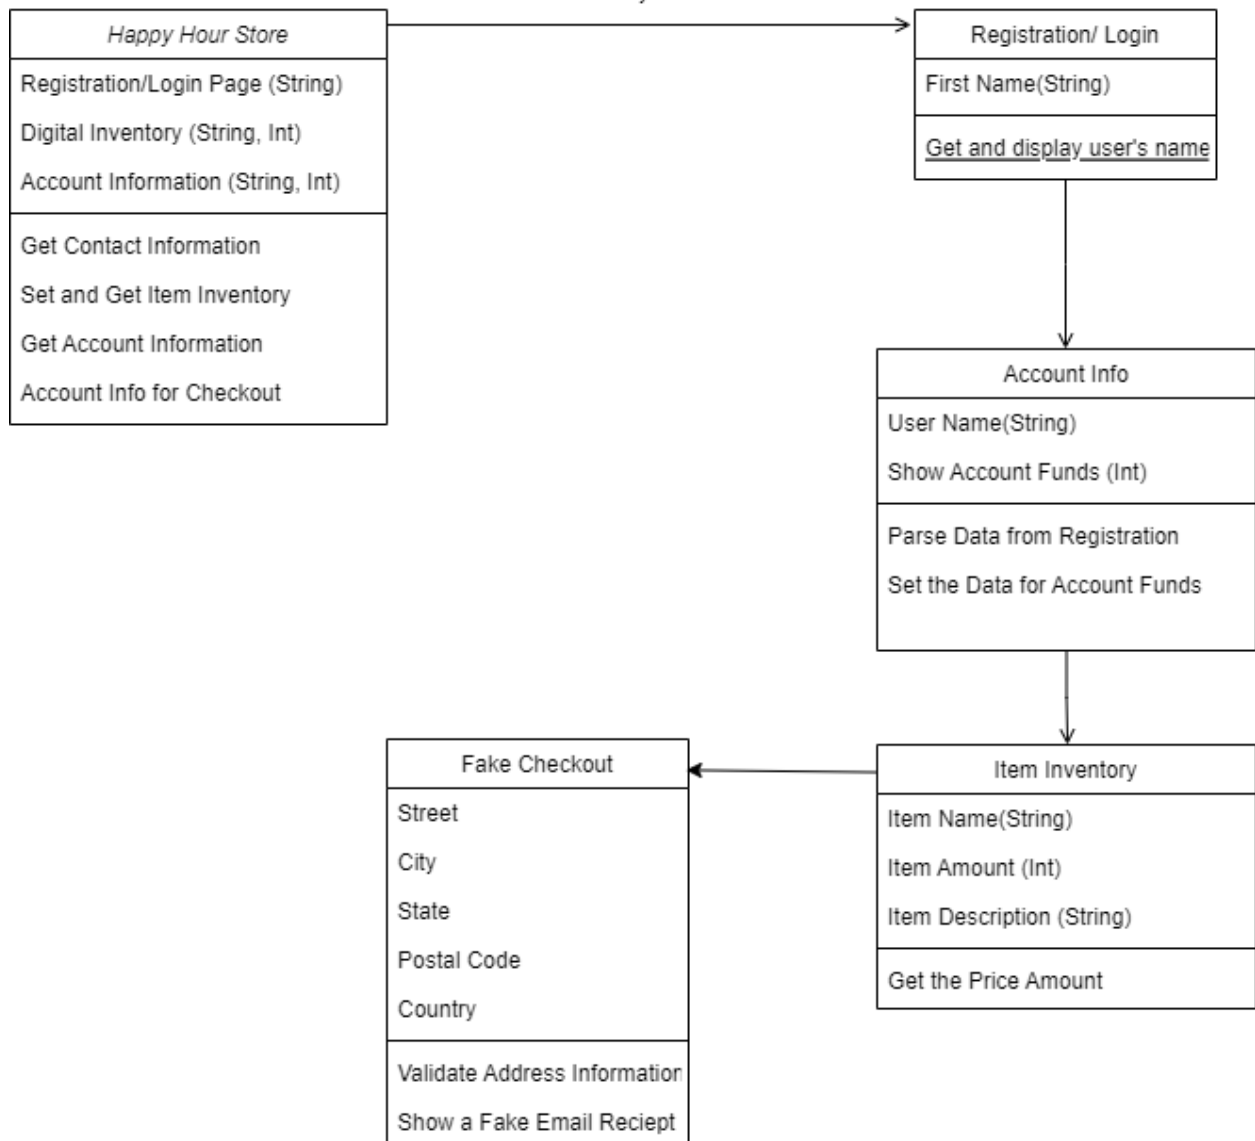 Happy Hour Store
Registration/Login Page (String)
Digital Inventory (String, Int)
Account Information (String, Int)
Get Contact Information
Set and Get Item Inventory
Get Account Information
Account Info for Checkout
Registration/ Login
First Name(String)
Get and display user's name
Account Info
User Name(String)
Show Account Funds (Int)
Parse Data from Registration
Set the Data for Account Funds
Item Inventory
Item Name(String)
Item Amount (Int)
Item Description (String)
Get the Price Amount
Fake Checkout
Street
City
State
Postal Code
Country
Validate Address Information
Show a Fake Email Reciept